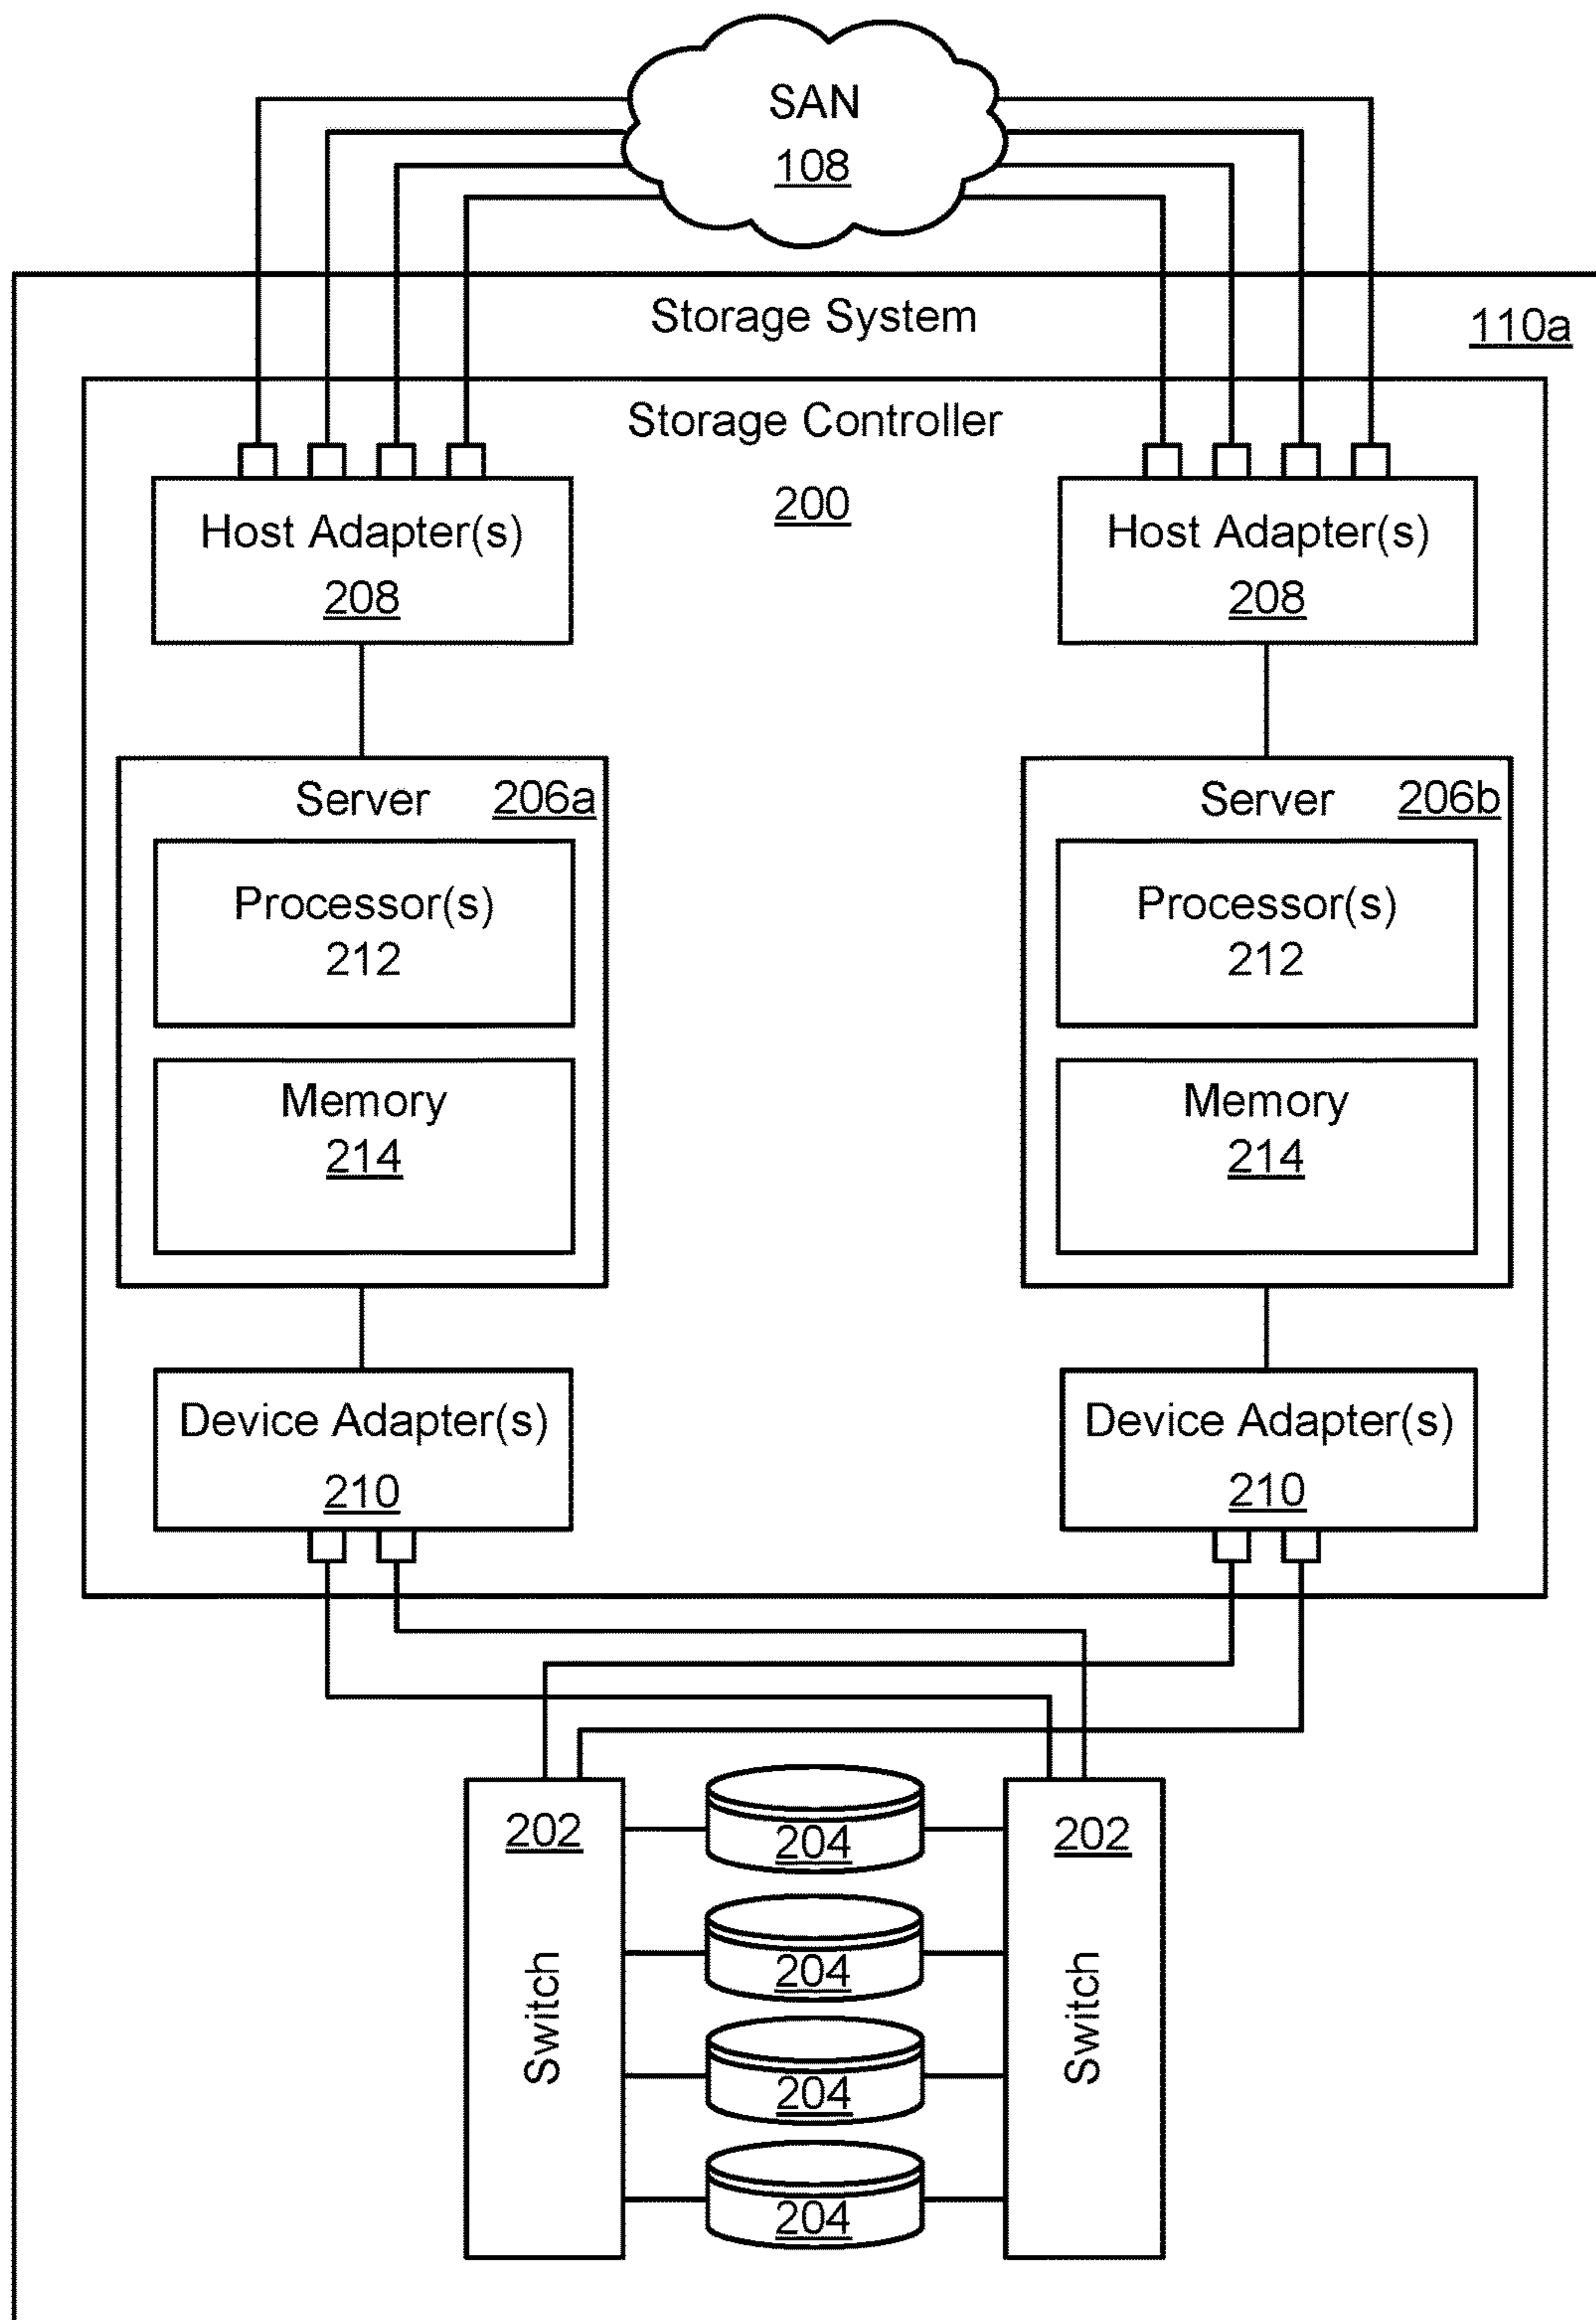 SAN
108
Storage System
110a
Storage Controller
200
Host Adapter(s)
208
Host Adapter(s)
208
Server 206a
Processor(s)
212
Memory
214
Server 206b
Processor(s)
212
Memory
214
Device Adapter(s)
210
Device Adapter(s)
210
202
Switch
204
204
204
204
202
Switch